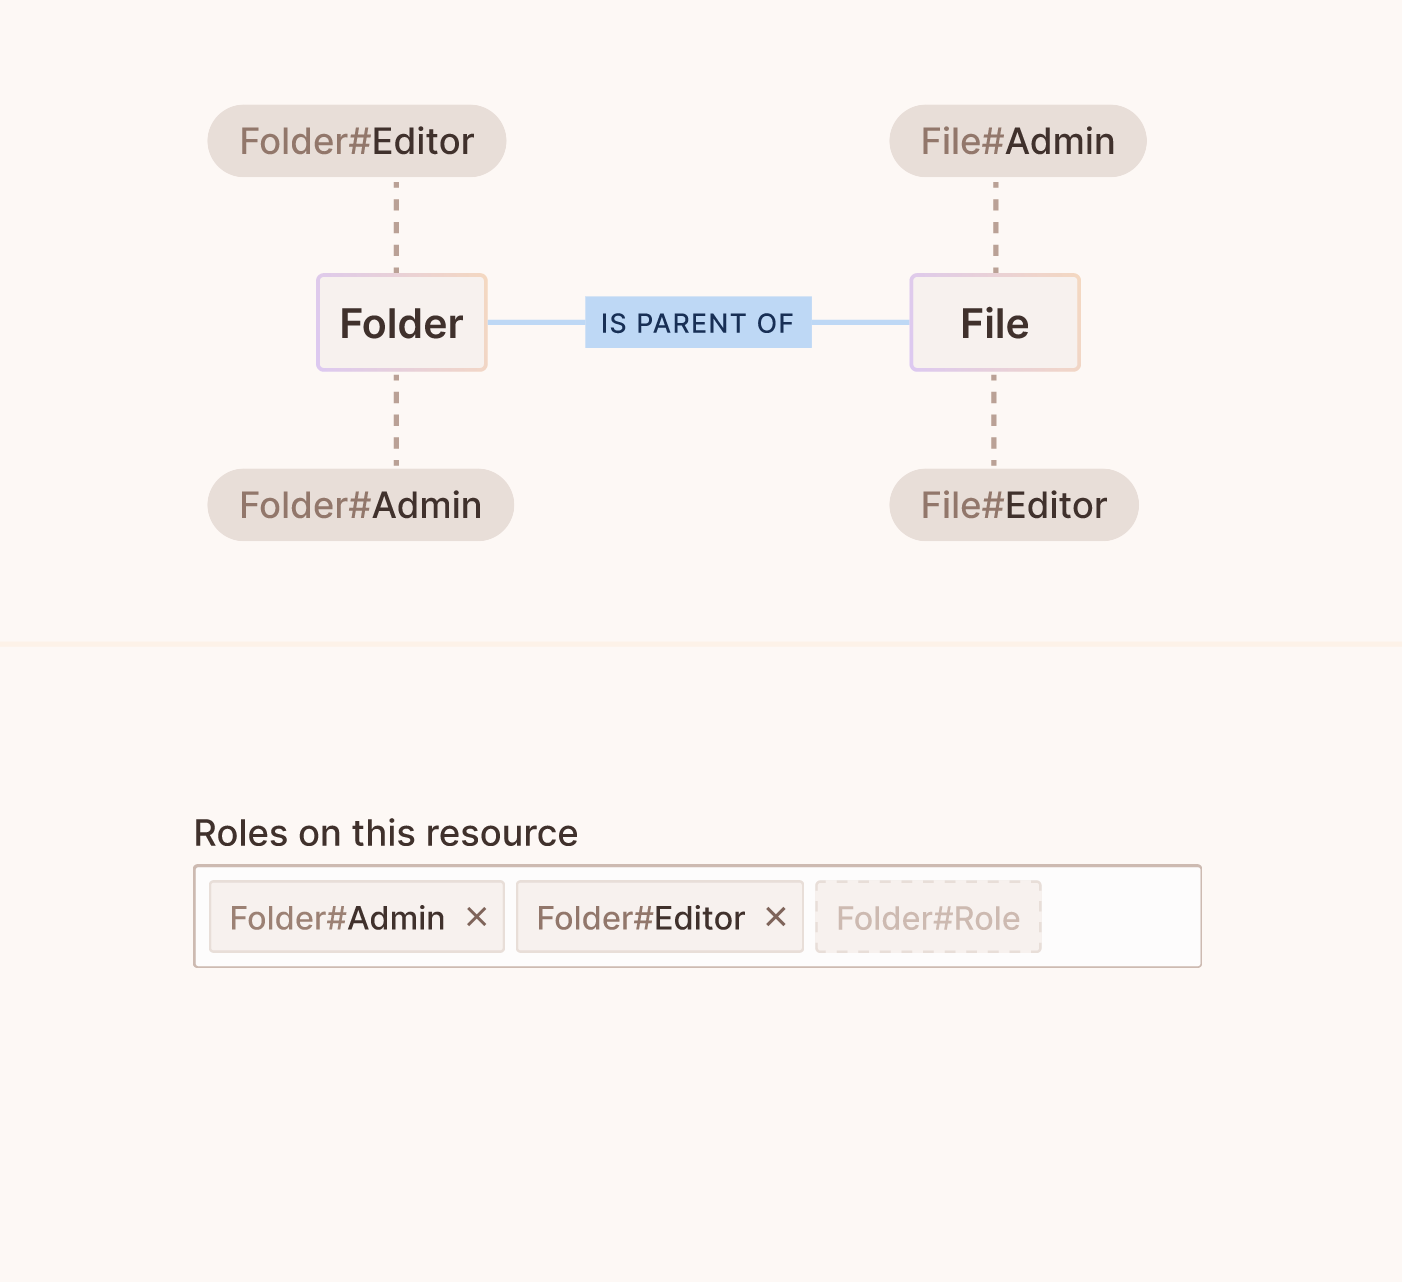 Folder#Editor
File#Admin
Folder
IS PARENT OF
File
Folder#Admin
File#Editor
Roles on this resource
Folder#Admin ✕ Folder#Editor ✕ Folder#Role